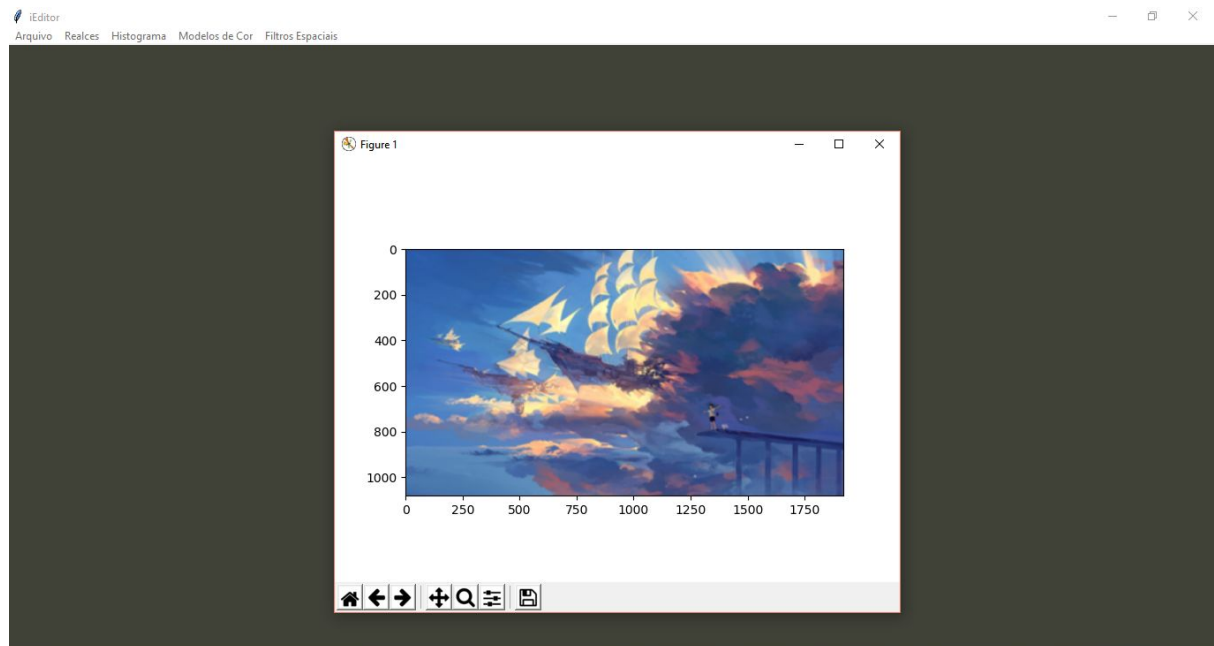 iEditor
Arquivo Realces Histograma Modelos de Cor Filtros Espaciais
Figure 1
0
200
400
600
800
1000
0 250 500 750 1000 1250 1500 1750